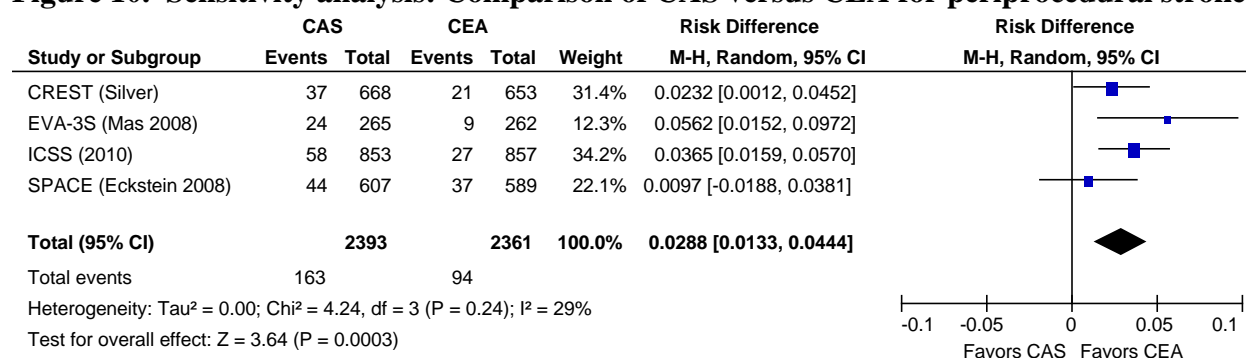 Figure 10: Sensitivity analysis: Comparison of CAS versus CEA for periprocedural stroke
CAS CEA Risk Difference Risk Difference
Study or Subgroup Events Total Events Total Weight M-H, Random, 95% CI M-H, Random, 95% CI
CREST (Silver) 37 668 21 653 31.4% 0.0232 [0.0012, 0.0452]
EVA-3S (Mas 2008) 24 265 9 262 12.3% 0.0562 [0.0152, 0.0972]
ICSS (2010) 58 853 27 857 34.2% 0.0365 [0.0159, 0.0570]
SPACE (Eckstein 2008) 44 607 37 589 22.1% 0.0097 [-0.0188, 0.0381]
Total (95% CI) 2393 2361 100.0% 0.0288 [0.0133, 0.0444]
Total events 163 94
Heterogeneity: Tau² = 0.00; Chi² = 4.24, df = 3 (P = 0.24); I² = 29%
Test for overall effect: Z = 3.64 (P = 0.0003)
-0.1 -0.05 0 0.05 0.1
Favors CAS Favors CEA